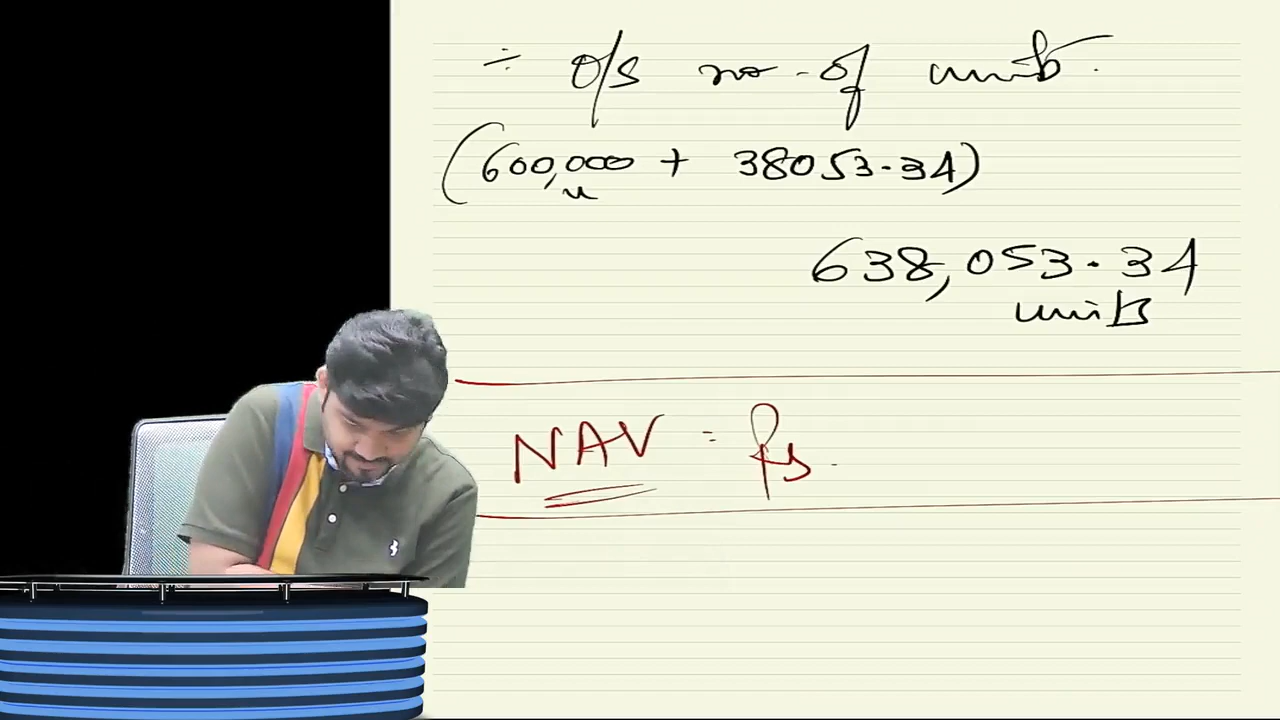 ÷ o/s no. of units.
(600,000 + 38053.34)
u
638,053.34
units
NAV = Rs.